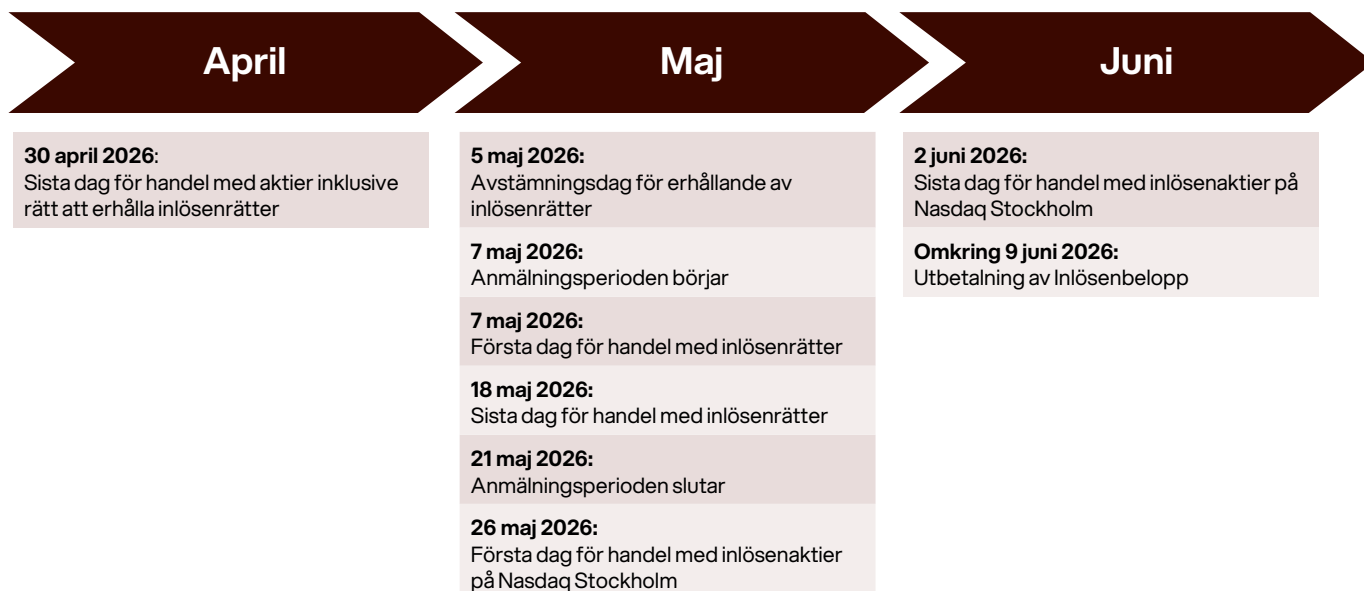 April
30 april 2026:
Sista dag för handel med aktier inklusive
rätt att erhålla inlösenrätter
Maj
5 maj 2026:
Avstämningsdag för erhållande av
inlösenrätter
7 maj 2026:
Anmälningsperioden börjar
7 maj 2026:
Första dag för handel med inlösenrätter
18 maj 2026:
Sista dag för handel med inlösenrätter
21 maj 2026:
Anmälningsperioden slutar
26 maj 2026:
Första dag för handel med inlösenaktier
på Nasdaq Stockholm
Juni
2 juni 2026:
Sista dag för handel med inlösenaktier på
Nasdaq Stockholm
Omkring 9 juni 2026:
Utbetalning av Inlösenbelopp